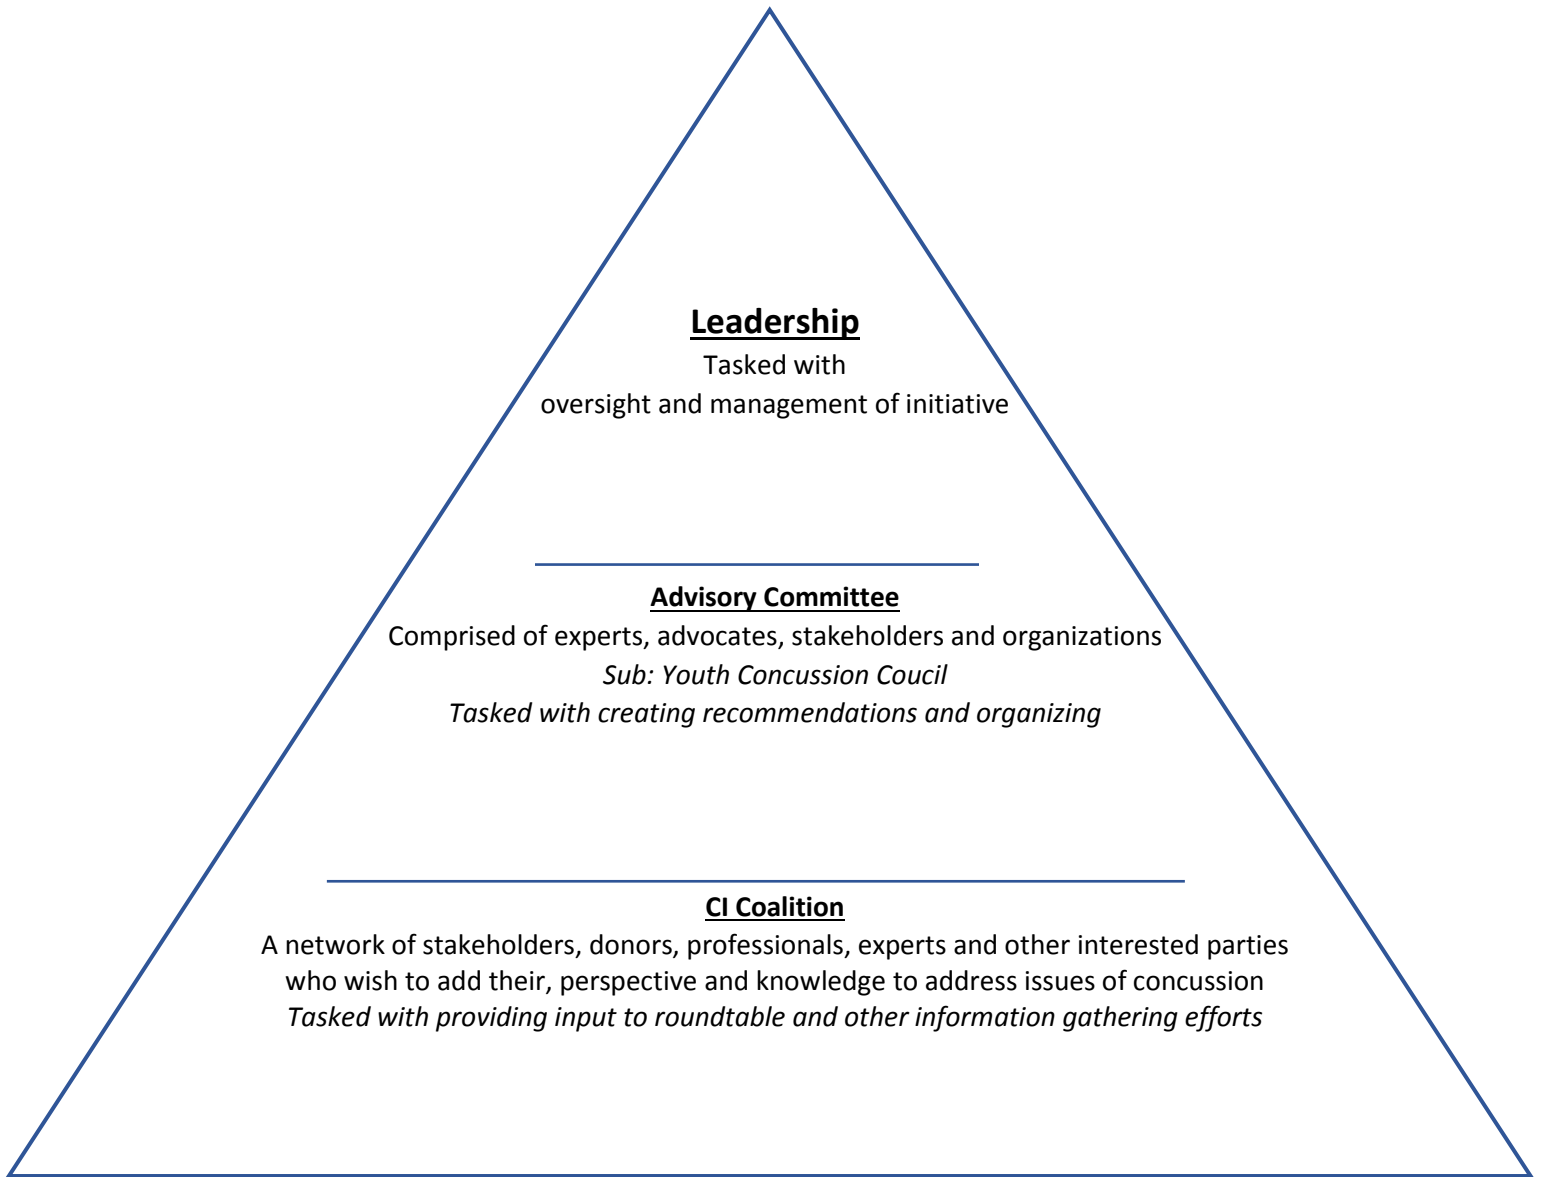 Leadership
Tasked with
oversight and management of initiative
Advisory Committee
Comprised of experts, advocates, stakeholders and organizations
Sub: Youth Concussion Coucil
Tasked with creating recommendations and organizing
CI Coalition
A network of stakeholders, donors, professionals, experts and other interested parties
who wish to add their, perspective and knowledge to address issues of concussion
Tasked with providing input to roundtable and other information gathering efforts